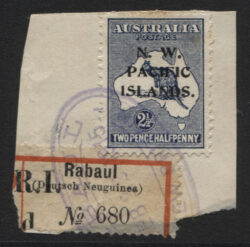 AUSTRALIA
POSTAGE
N. W.
PACIFIC
ISLANDS.
2½
TWO PENCE HALFPENNY
Rabaul
(Deutsch Neuguinea)
№ 680